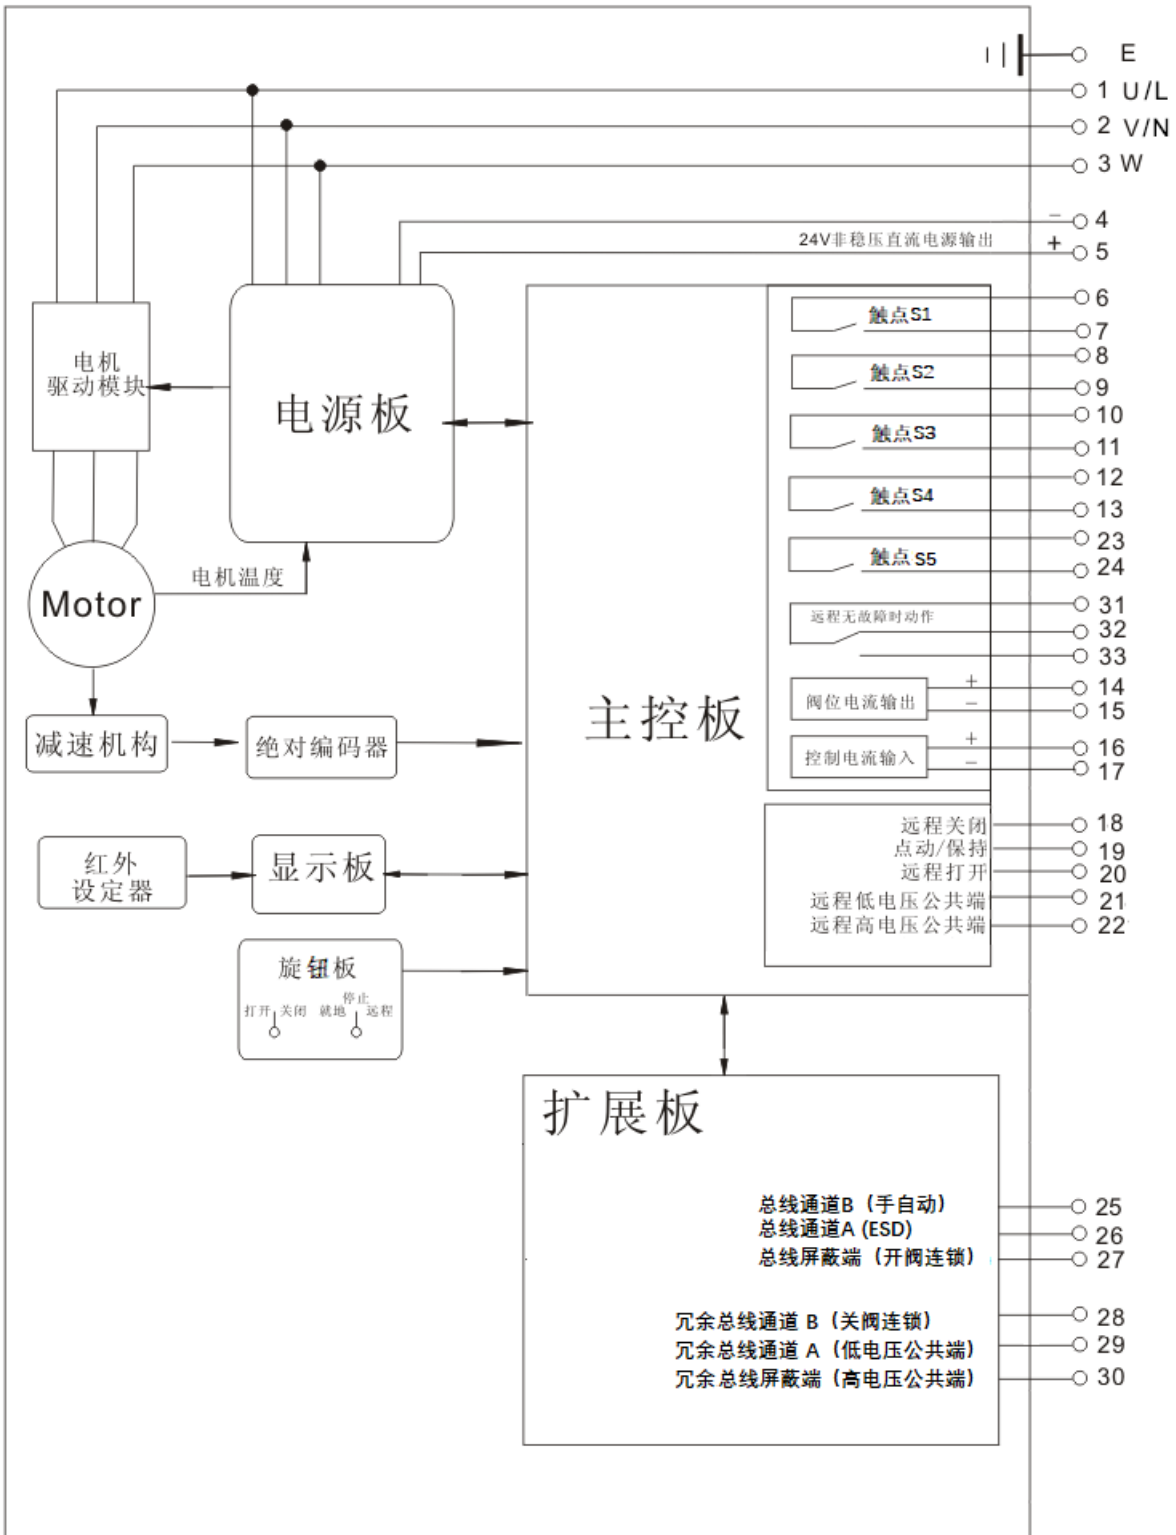 E
1 U/L
2 V/N
3 W
− 4
24V非稳压直流电源输出 + 5
6
触点S1
7
8
触点S2
9
10
触点S3
11
12
触点S4
13
23
触点S5
24
31
远程无故障时动作
32
33
+ 14
阀位电流输出
− 15
+ 16
控制电流输入
− 17
电机
驱动模块
电源板
电机温度
Motor
主控板
减速机构
绝对编码器
红外
设定器
显示板
旋钮板
停止
打开 关闭 就地 远程
远程关闭 18
点动/保持 19
远程打开 20
远程低电压公共端 21
远程高电压公共端 22
扩展板
总线通道B（手自动） 25
总线通道A (ESD) 26
总线屏蔽端（开阀连锁） 27
冗余总线通道 B（关阀连锁） 28
冗余总线通道 A（低电压公共端） 29
冗余总线屏蔽端（高电压公共端） 30